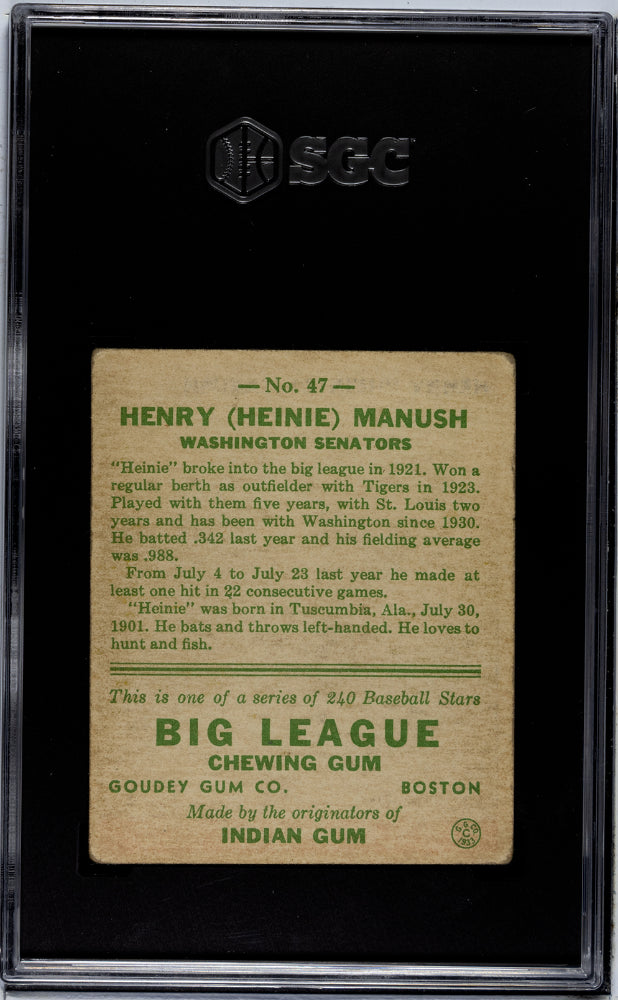 SGC
— No. 47 —
HENRY (HEINIE) MANUSH
WASHINGTON SENATORS
"Heinie" broke into the big league in 1921. Won a
regular berth as outfielder with Tigers in 1923.
Played with them five years, with St. Louis two
years and has been with Washington since 1930.
He batted .342 last year and his fielding average
was .988.
From July 4 to July 23 last year he made at
least one hit in 22 consecutive games.
"Heinie" was born in Tuscumbia, Ala., July 30,
1901. He bats and throws left-handed. He loves to
hunt and fish.
This is one of a series of 240 Baseball Stars
BIG LEAGUE
CHEWING GUM
GOUDEY GUM CO. BOSTON
Made by the originators of
INDIAN GUM
G. G. CO.
C
1933